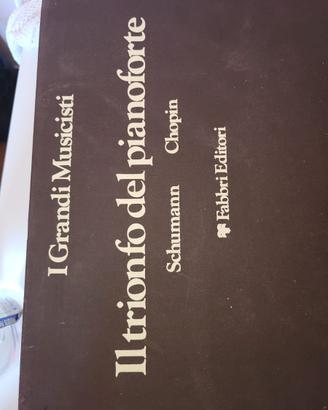 I Grandi Musicisti
Il trionfo del pianoforte
Schumann Chopin
Fabbri Editori